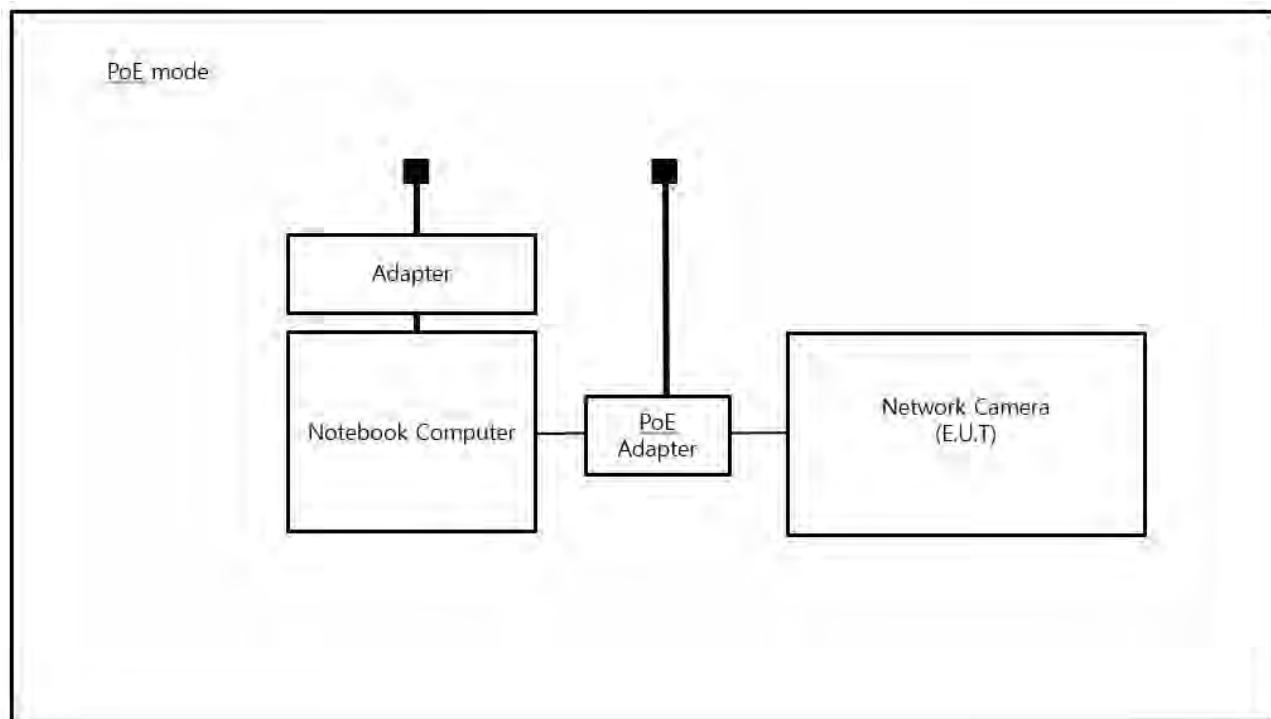 PoE mode
Adapter
Notebook Computer
PoE
Adapter
Network Camera
(E.U.T)